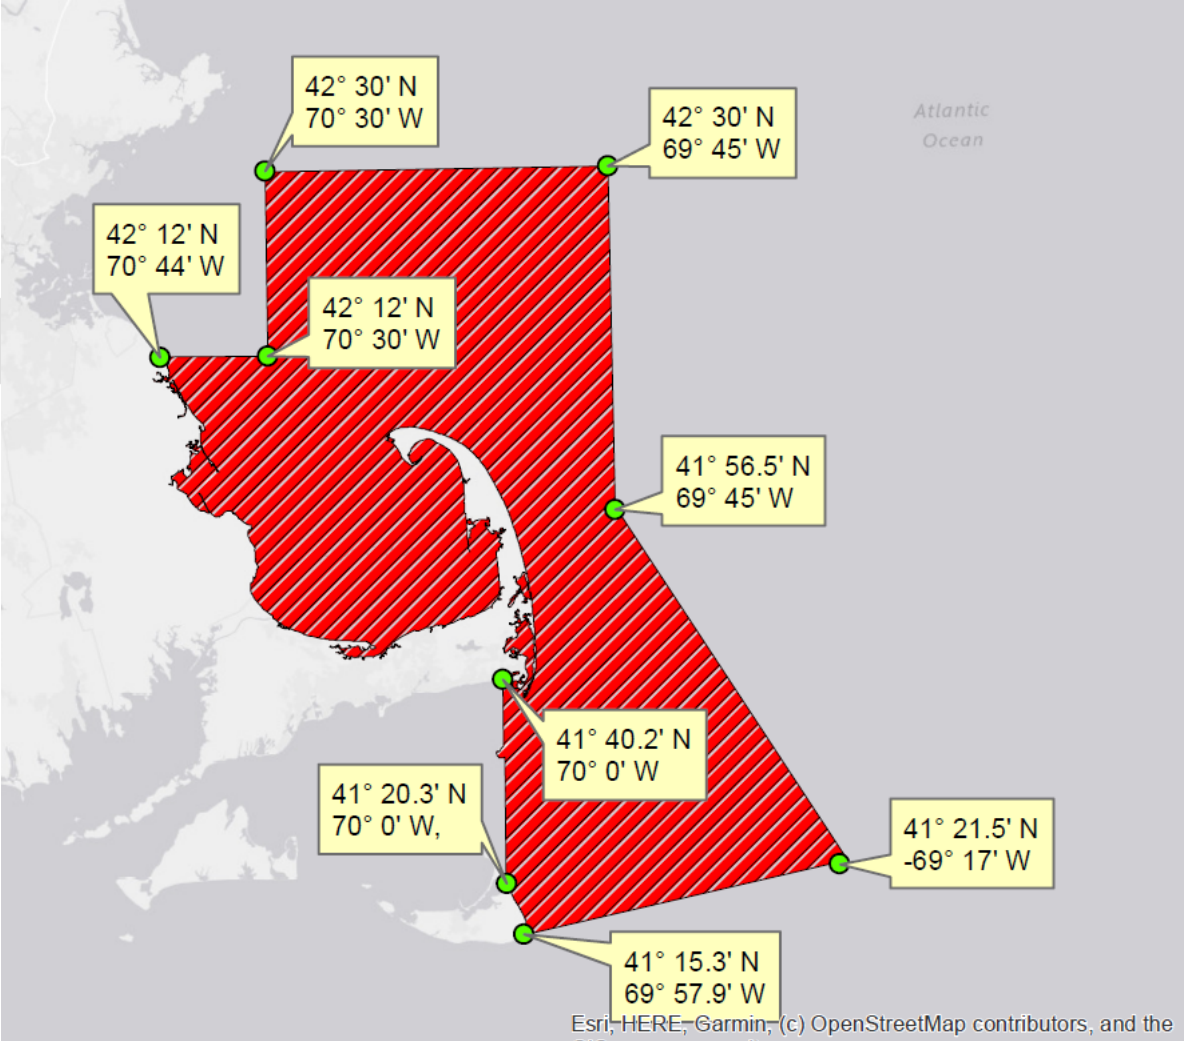 42° 30' N
70° 30' W
42° 30' N
69° 45' W
Atlantic
Ocean
42° 12' N
70° 44' W
42° 12' N
70° 30' W
41° 56.5' N
69° 45' W
41° 40.2' N
70° 0' W
41° 20.3' N
70° 0' W,
41° 21.5' N
-69° 17' W
41° 15.3' N
69° 57.9' W
Esri, HERE, Garmin, (c) OpenStreetMap contributors, and the